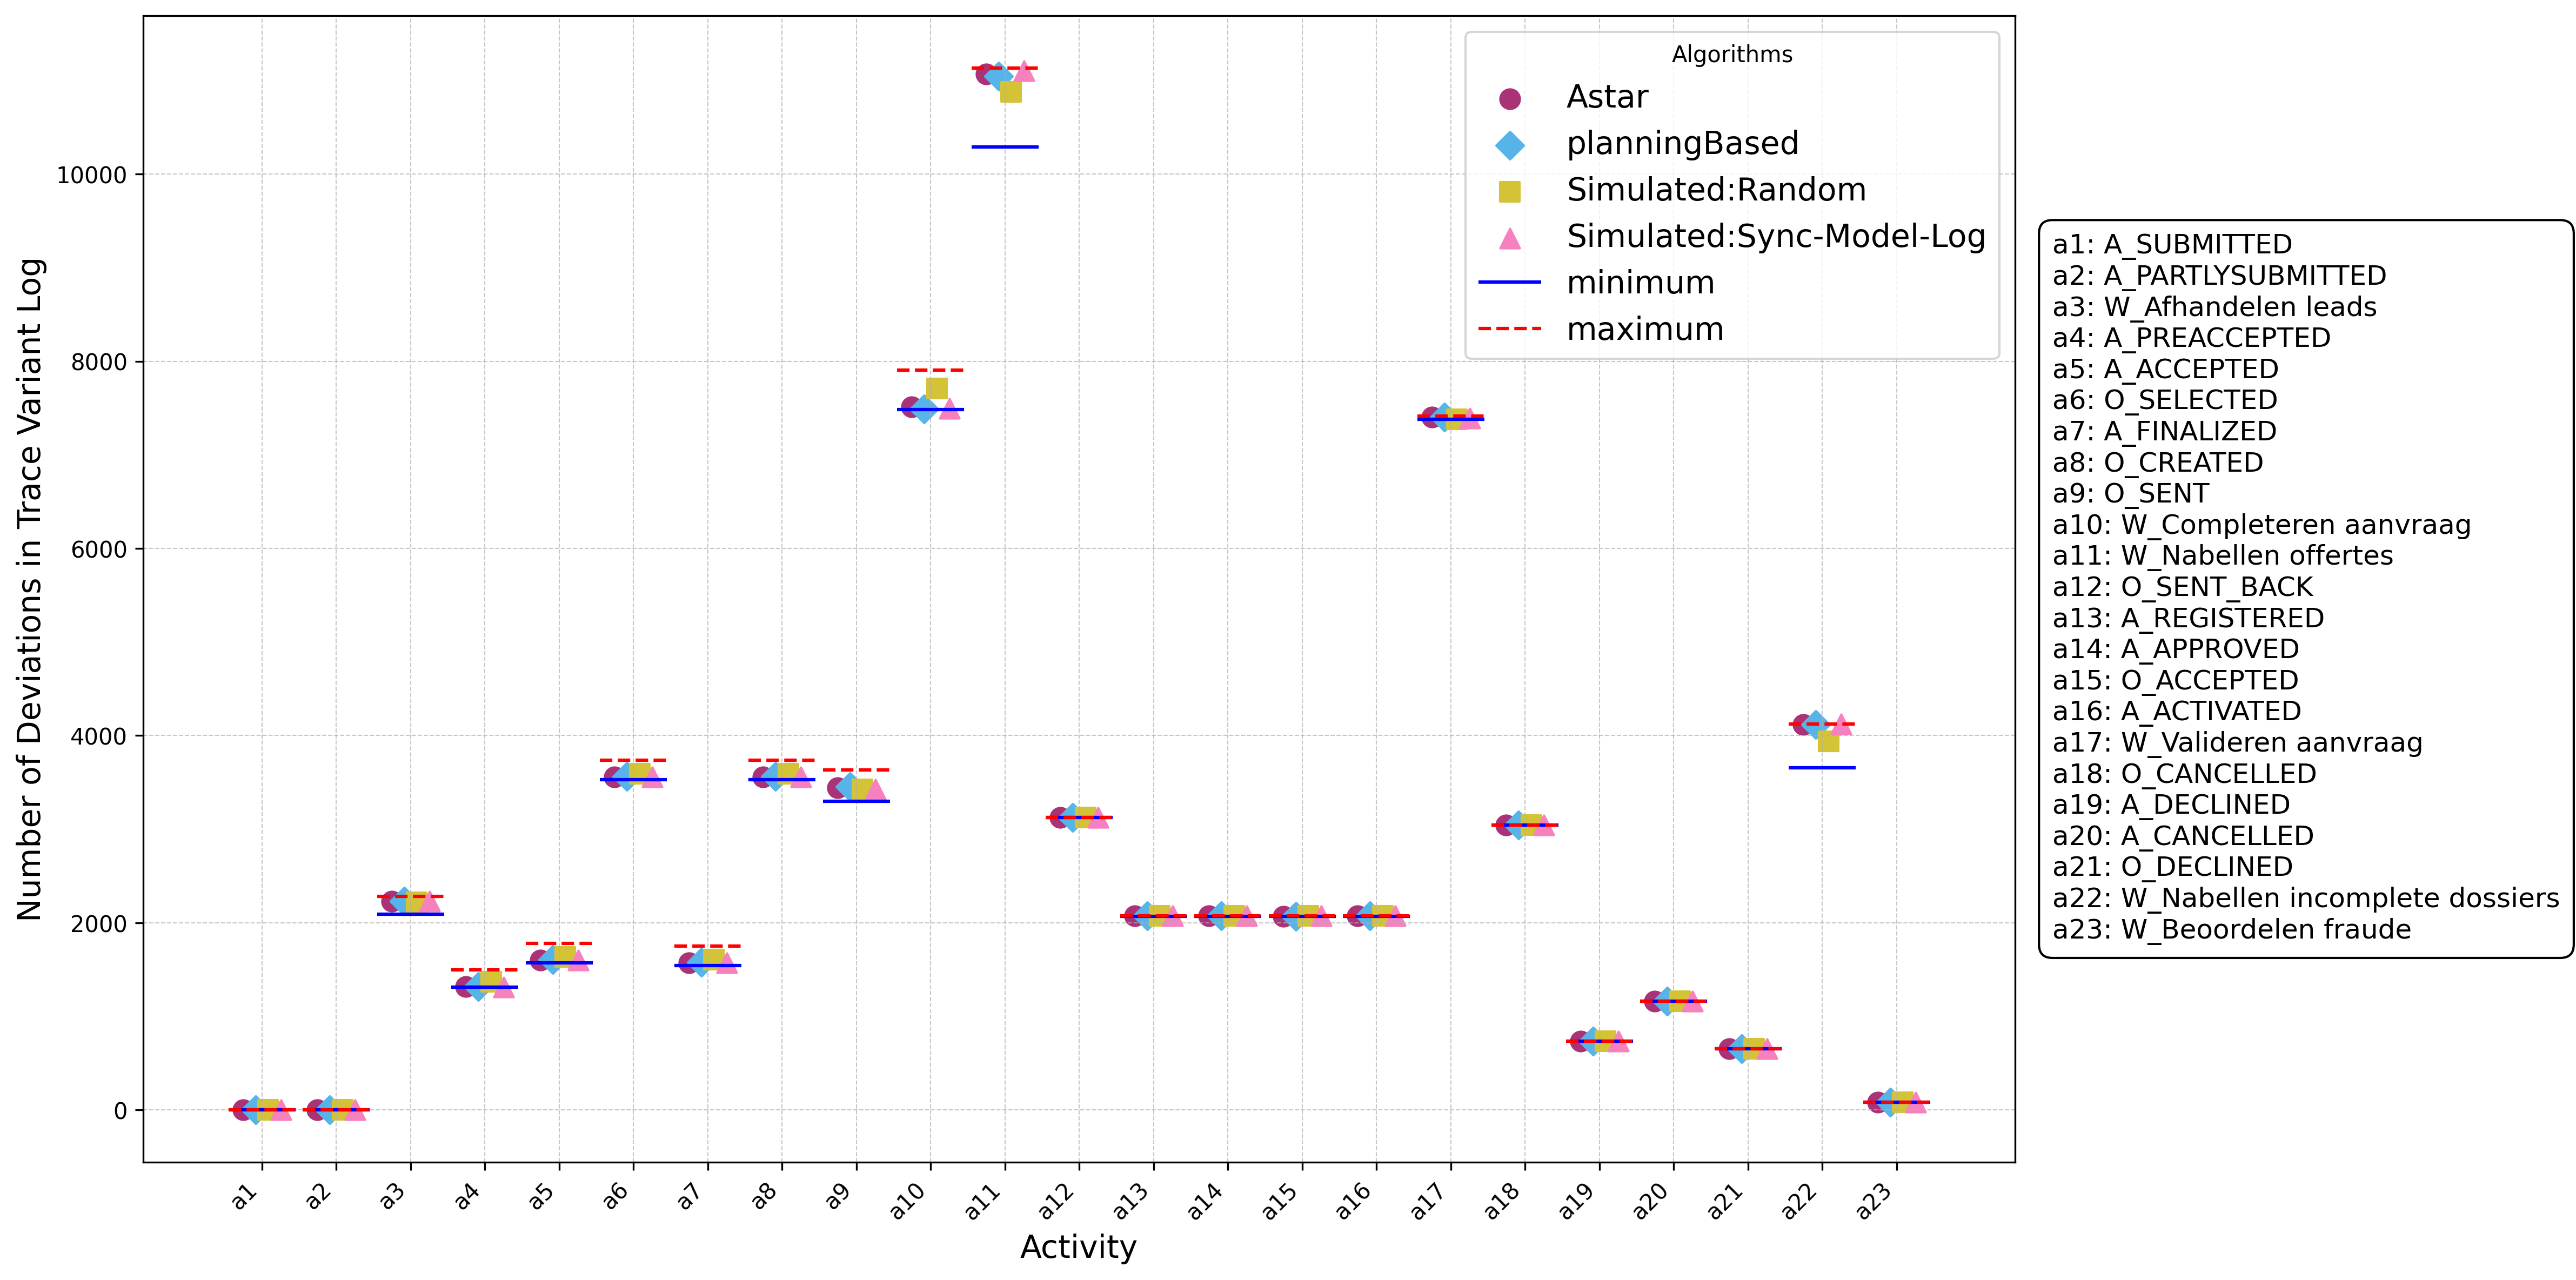 Number of Deviations in Trace Variant Log
10000
8000
6000
4000
2000
0
a1
a2
a3
a4
a5
a6
a7
a8
a9
a10
a11
a12
a13
a14
a15
a16
a17
a18
a19
a20
a21
a22
a23
Activity
Algorithms
Astar
planningBased
Simulated:Random
Simulated:Sync-Model-Log
minimum
maximum
a1: A_SUBMITTED
a2: A_PARTLYSUBMITTED
a3: W_Afhandelen leads
a4: A_PREACCEPTED
a5: A_ACCEPTED
a6: O_SELECTED
a7: A_FINALIZED
a8: O_CREATED
a9: O_SENT
a10: W_Completeren aanvraag
a11: W_Nabellen offertes
a12: O_SENT_BACK
a13: A_REGISTERED
a14: A_APPROVED
a15: O_ACCEPTED
a16: A_ACTIVATED
a17: W_Valideren aanvraag
a18: O_CANCELLED
a19: A_DECLINED
a20: A_CANCELLED
a21: O_DECLINED
a22: W_Nabellen incomplete dossiers
a23: W_Beoordelen fraude